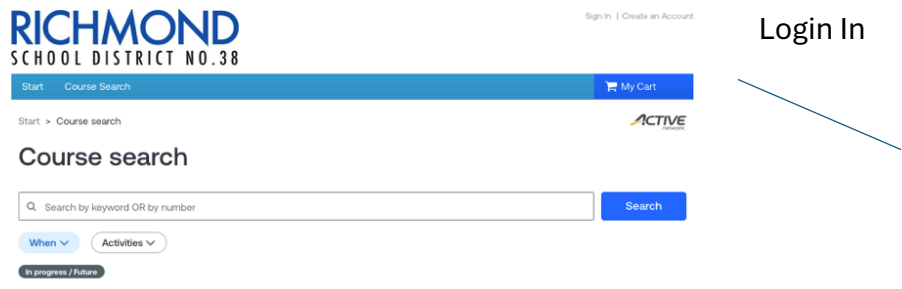 RICHMOND
SCHOOL DISTRICT NO.38
Sign In | Create an Account
Login In
Start Course Search
My Cart
Start > Course search
ACTIVE
network
Course search
Search by keyword OR by number
Search
When
Activities
In progress / Future